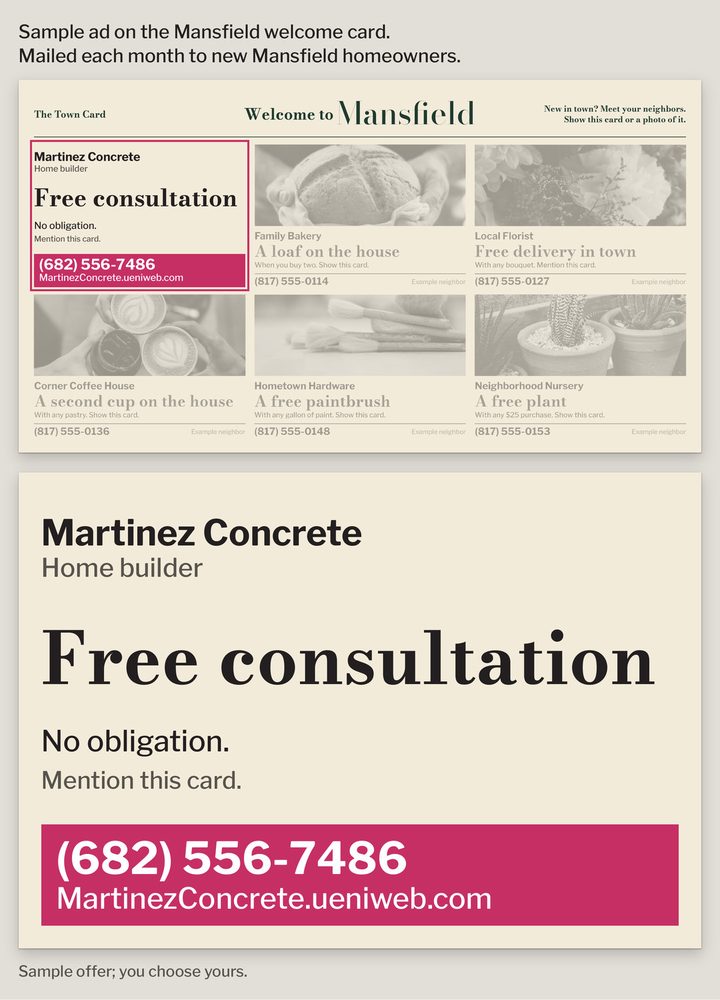 Sample ad on the Mansfield welcome card.
Mailed each month to new Mansfield homeowners.
The Town Card
Welcome to Mansfield
New in town? Meet your neighbors.
Show this card or a photo of it.
Martinez Concrete
Home builder
Free consultation
No obligation.
Mention this card.
(682) 556-7486
MartinezConcrete.ueniweb.com
Family Bakery
A loaf on the house
When you buy two. Show this card.
(817) 555-0114
Example neighbor
Local Florist
Free delivery in town
With any bouquet. Mention this card.
(817) 555-0127
Example neighbor
Corner Coffee House
A second cup on the house
With any pastry. Show this card.
(817) 555-0136
Example neighbor
Hometown Hardware
A free paintbrush
With any gallon of paint. Show this card.
(817) 555-0148
Example neighbor
Neighborhood Nursery
A free plant
With any $25 purchase. Show this card.
(817) 555-0153
Example neighbor
Martinez Concrete
Home builder
Free consultation
No obligation.
Mention this card.
(682) 556-7486
MartinezConcrete.ueniweb.com
Sample offer; you choose yours.